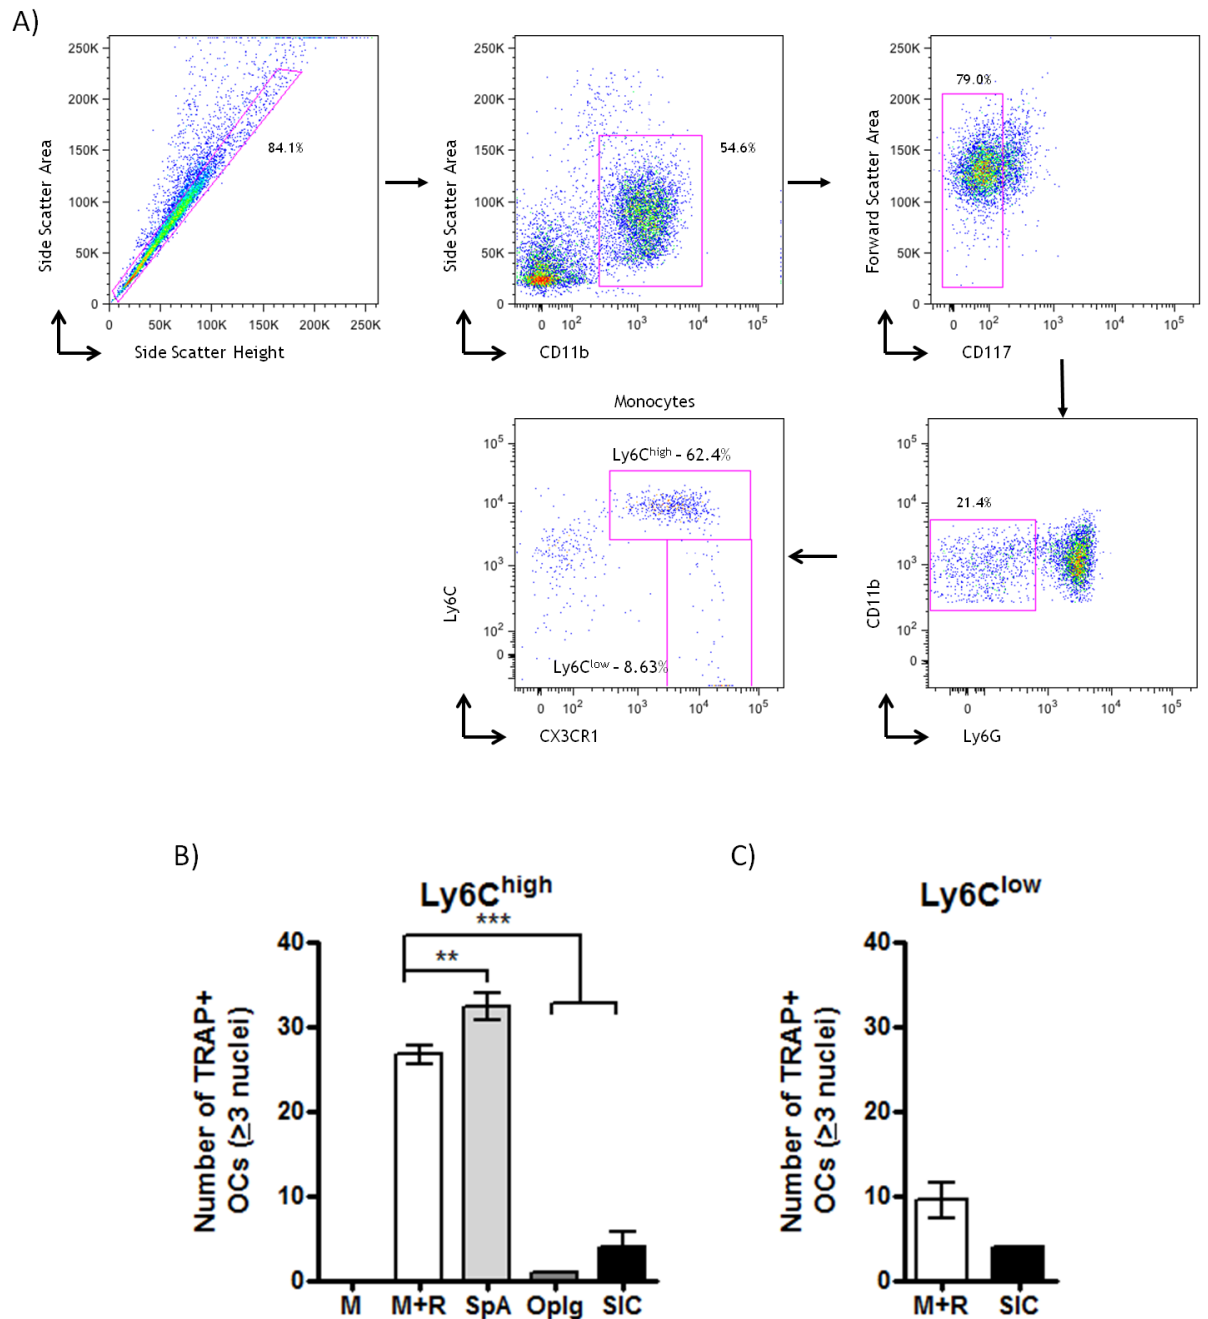 A)
250K
200K
150K
100K
50K
0
Side Scatter Area
84.1%
0 50K 100K 150K 200K 250K
Side Scatter Height
250K
200K
150K
100K
50K
0
Side Scatter Area
54.6%
0 10² 10³ 10⁴ 10⁵
CD11b
250K
200K
150K
100K
50K
0
Forward Scatter Area
79.0%
0 10² 10³ 10⁴ 10⁵
CD117
Monocytes
10⁵
10⁴
10³
10²
0
Ly6C
Ly6Chigh - 62.4%
Ly6Clow - 8.63%
0 10² 10³ 10⁴ 10⁵
CX3CR1
10⁵
10⁴
10³
10²
0
CD11b
21.4%
0 10³ 10⁴ 10⁵
Ly6G
B)
Ly6Chigh
***
**
40
30
20
10
0
Number of TRAP+
OCs (≥3 nuclei)
M M+R SpA OpIg SIC
C)
Ly6Clow
40
30
20
10
0
Number of TRAP+
OCs (≥3 nuclei)
M+R SIC